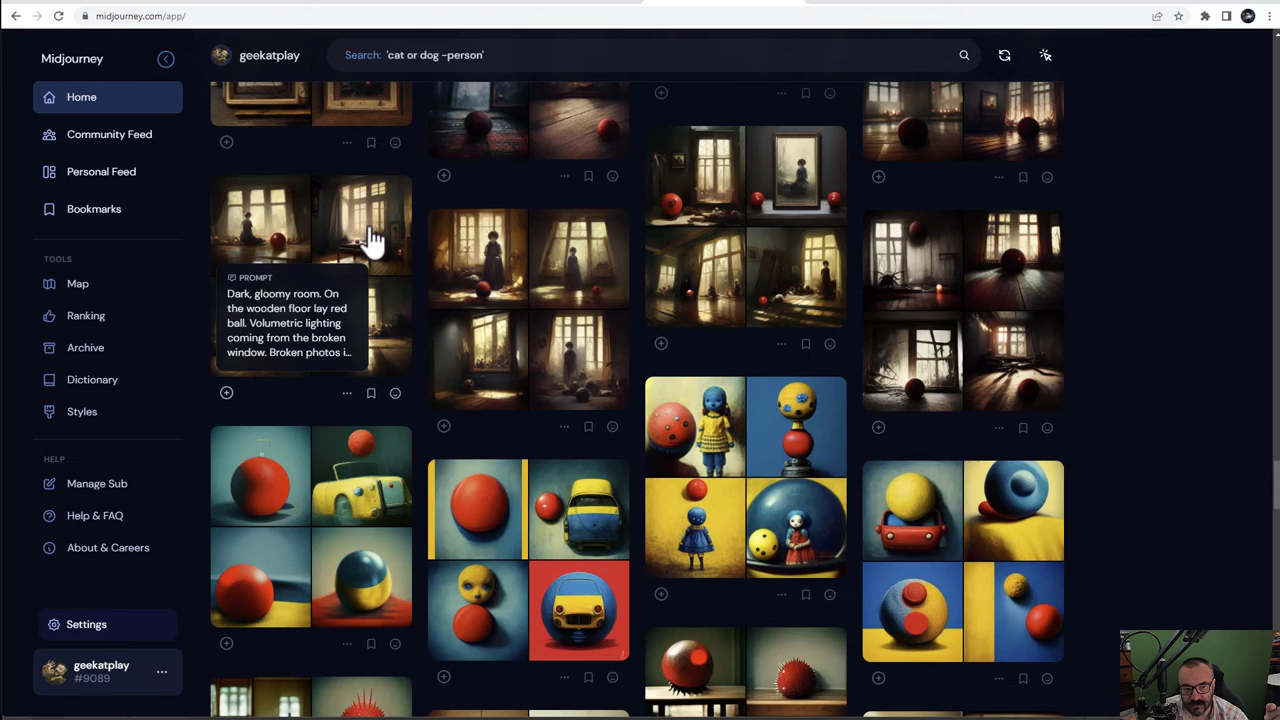 midjourney.com/app/
Midjourney
geekatplay
Search: 'cat or dog -person'
Home
Community Feed
Personal Feed
Bookmarks
TOOLS
Map
Ranking
Archive
Dictionary
Styles
HELP
Manage Sub
Help & FAQ
About & Careers
Settings
geekatplay
#9089
PROMPT
Dark, gloomy room. On
the wooden floor lay red
ball. Volumetric lighting
coming from the broken
window. Broken photos i...